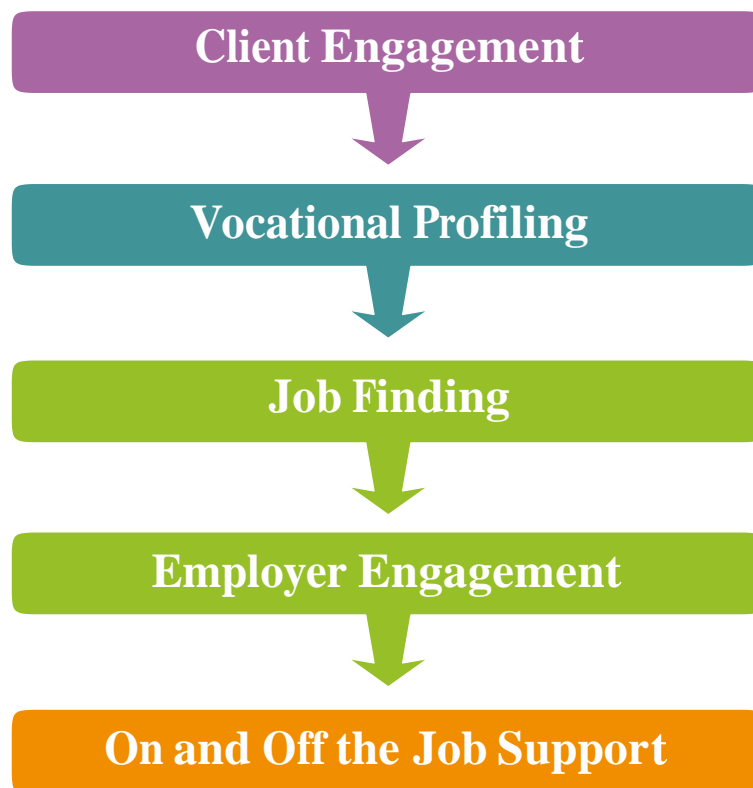 Client Engagement
Vocational Profiling
Job Finding
Employer Engagement
On and Off the Job Support